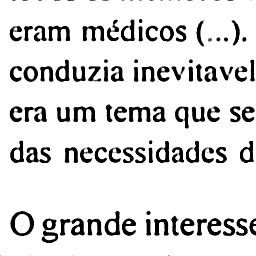 eram médicos (...).
conduzia inevitavel
era um tema que se
das necessidades d
O grande interesse